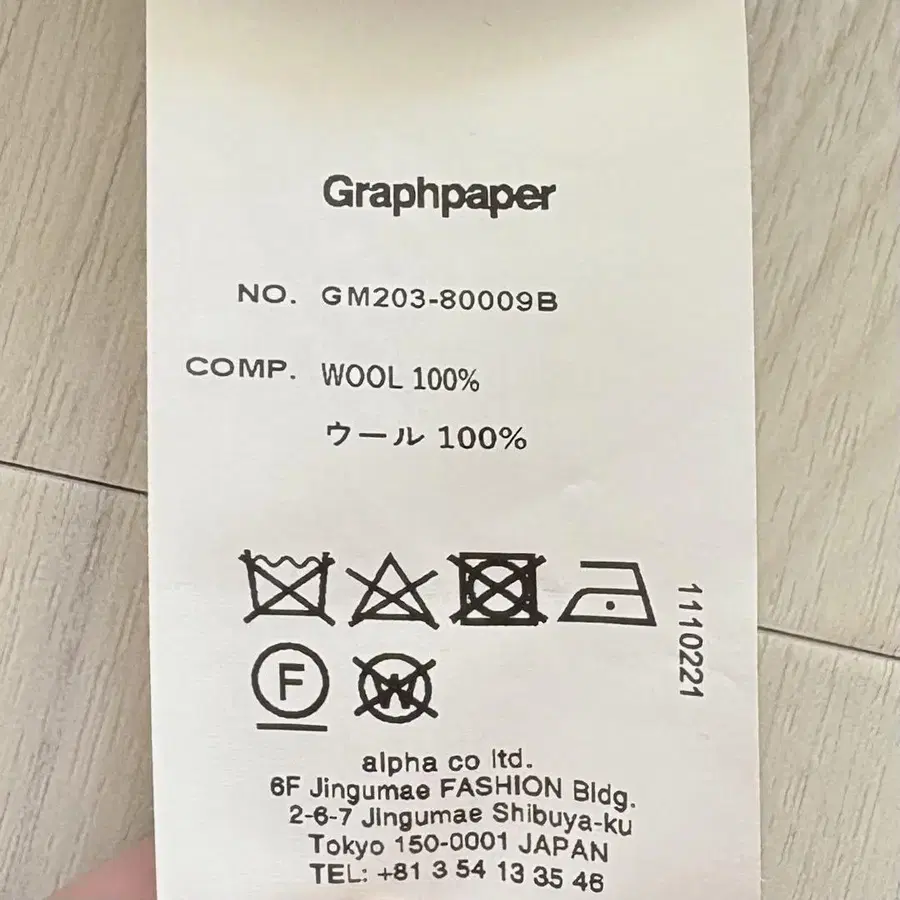 Graphpaper
NO. GM203-80009B
COMP. WOOL 100%
ウール 100%
1110221
F
W
alpha co ltd.
6F Jingumae FASHION Bldg.
2-6-7 Jingumae Shibuya-ku
Tokyo 150-0001 JAPAN
TEL: +81 3 54 13 35 46